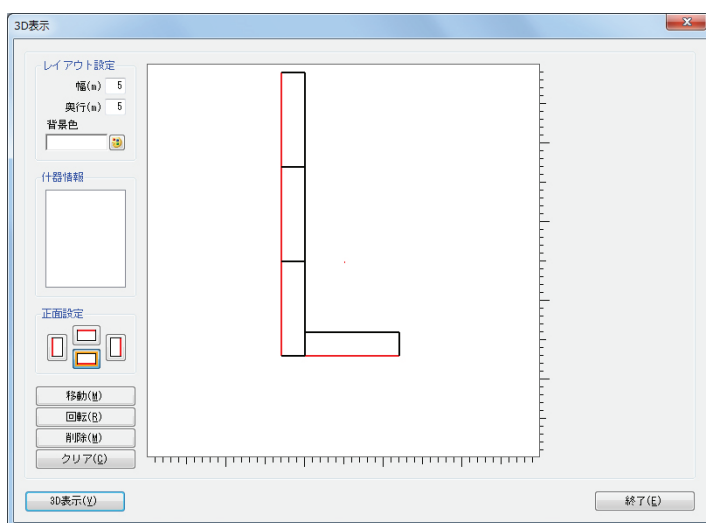 3D表示
レイアウト設定
幅(m) 5
奥行(m) 5
背景色
什器情報
正面設定
移動(M)
回転(R)
削除(M)
クリア(C)
3D表示(V)
終了(E)